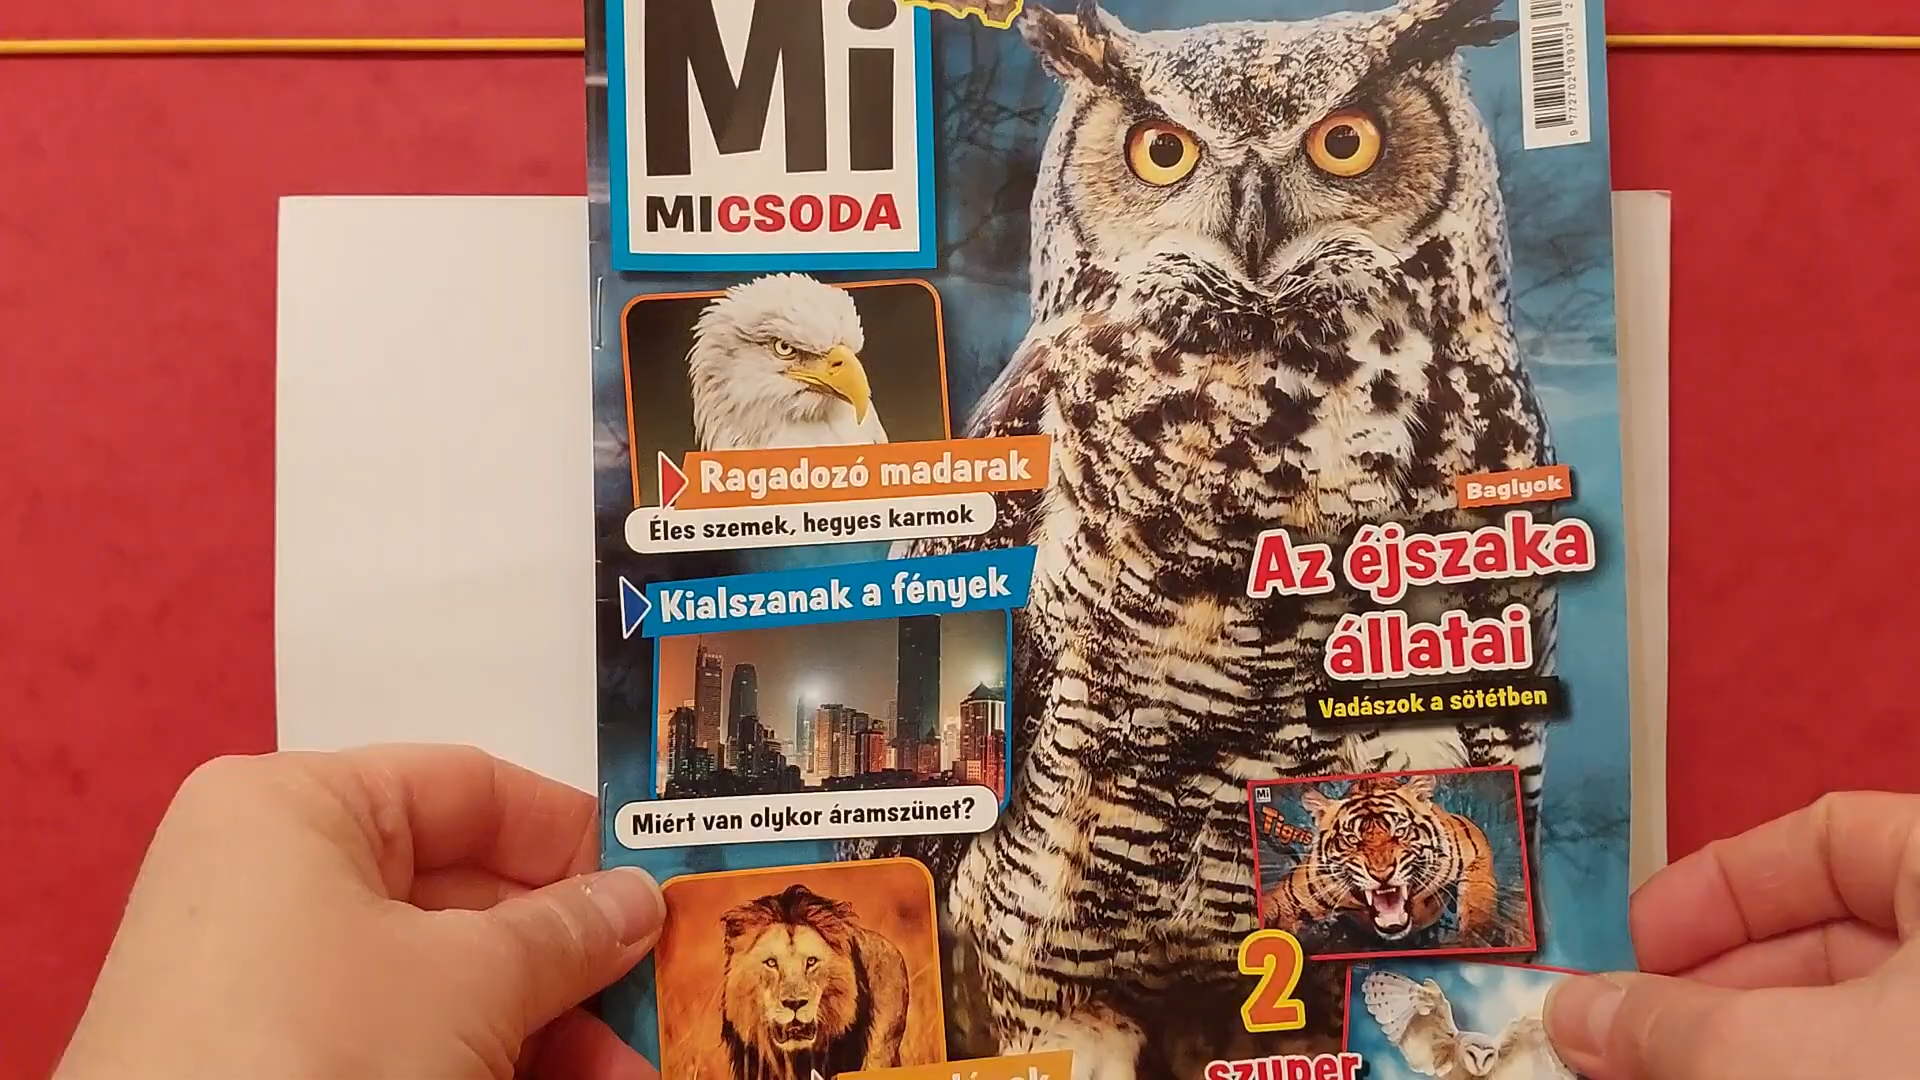 Mi
MICSODA
Ragadozó madarak
Éles szemek, hegyes karmok
Kialszanak a fények
Miért van olykor áramszünet?
Baglyok
Az éjszaka
állatai
Vadászok a sötétben
Mi
2
szuper